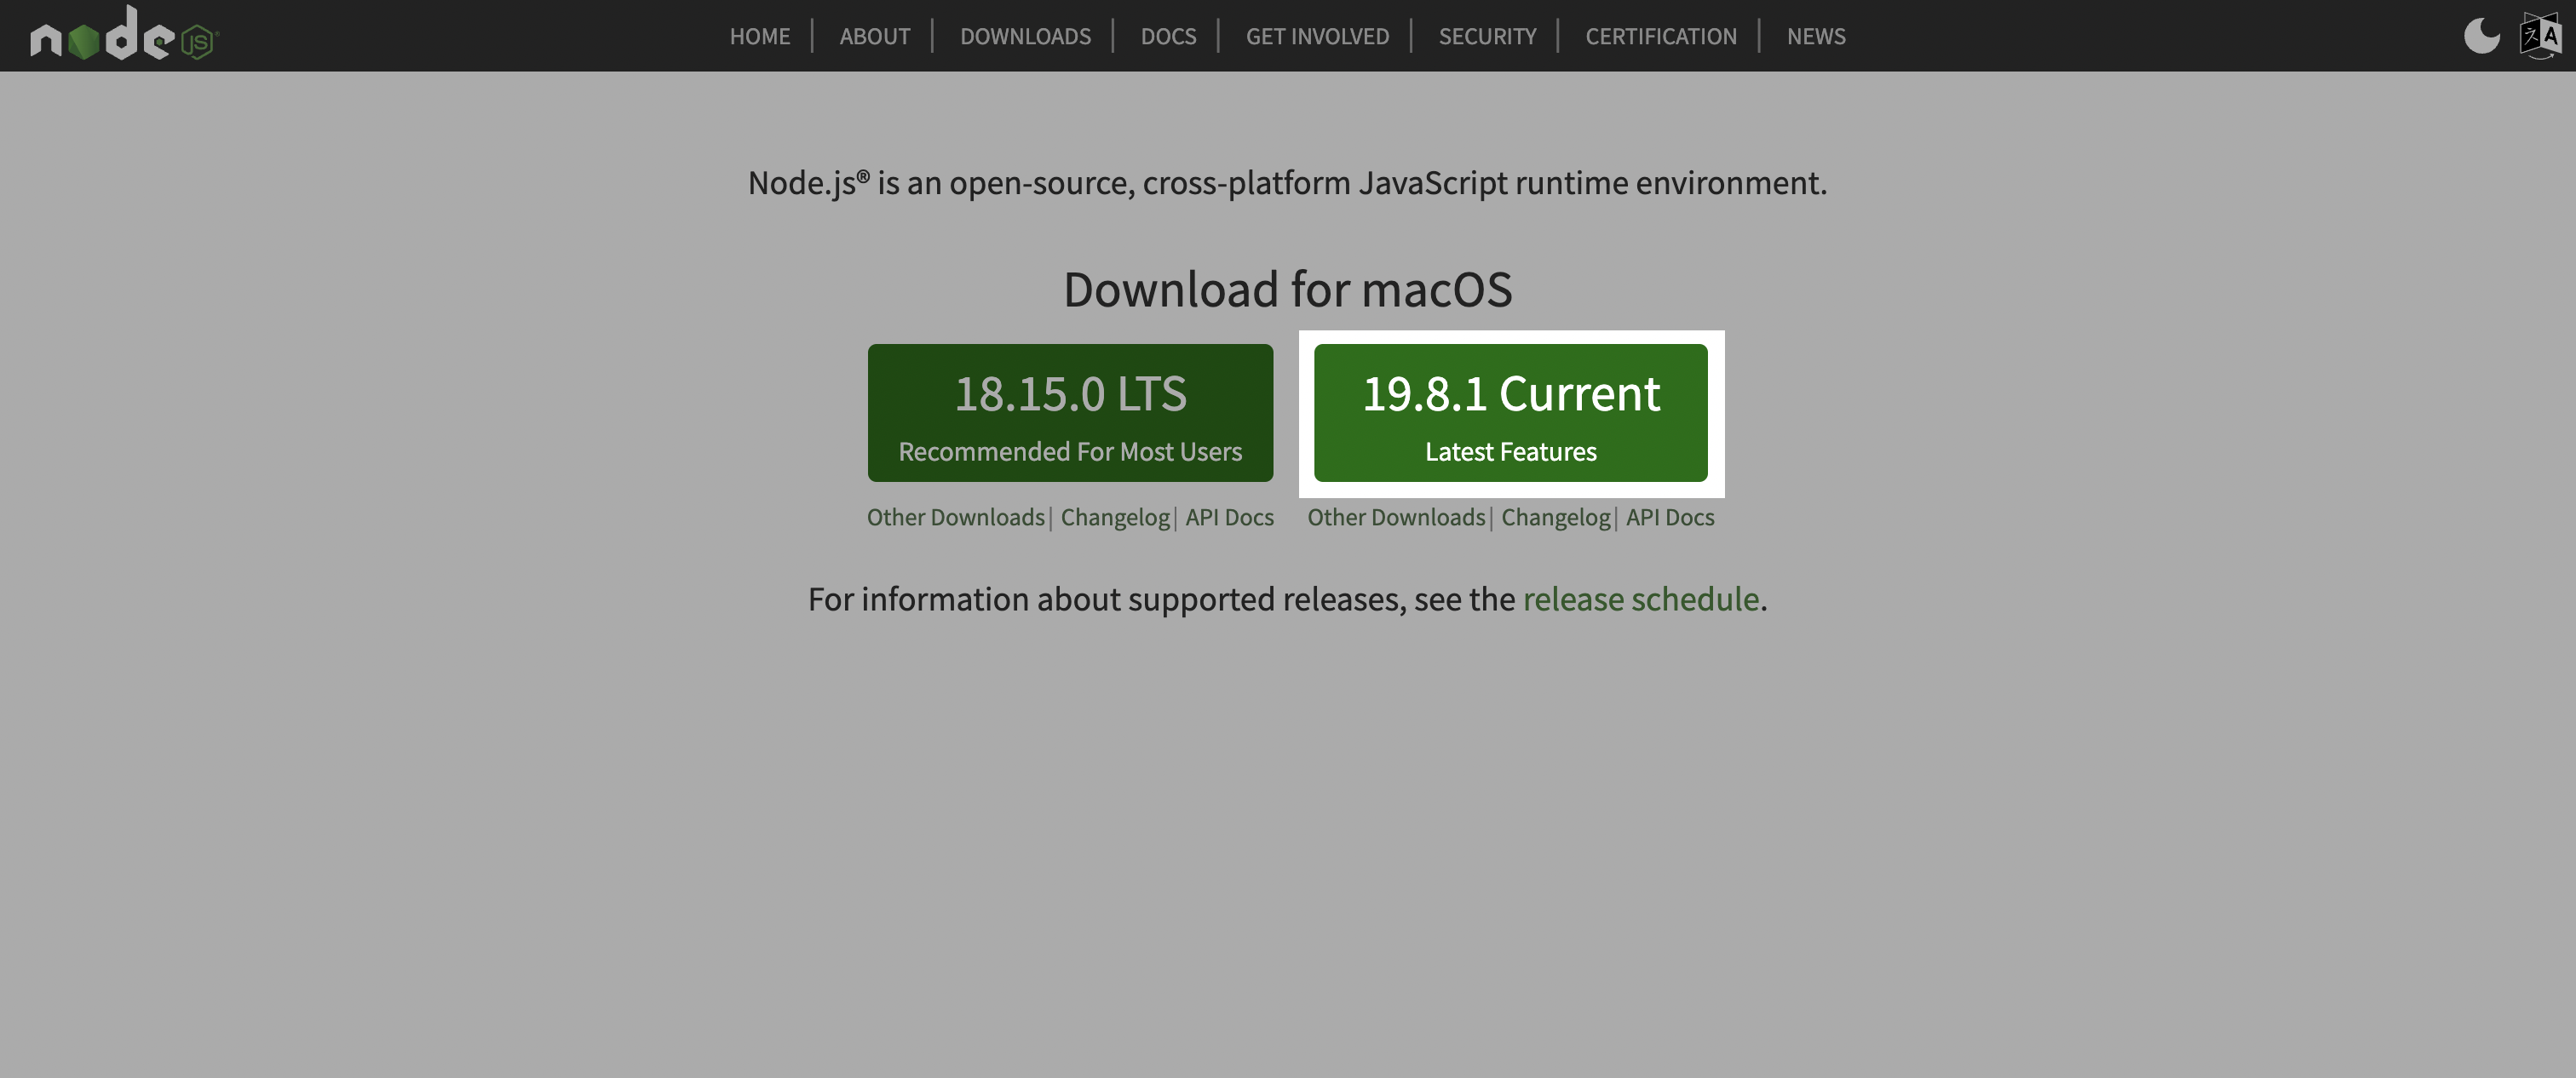 node JS
HOME | ABOUT | DOWNLOADS | DOCS | GET INVOLVED | SECURITY | CERTIFICATION | NEWS
Node.js® is an open-source, cross-platform JavaScript runtime environment.
Download for macOS
18.15.0 LTS
Recommended For Most Users
19.8.1 Current
Latest Features
Other Downloads | Changelog | API Docs
Other Downloads | Changelog | API Docs
For information about supported releases, see the release schedule.